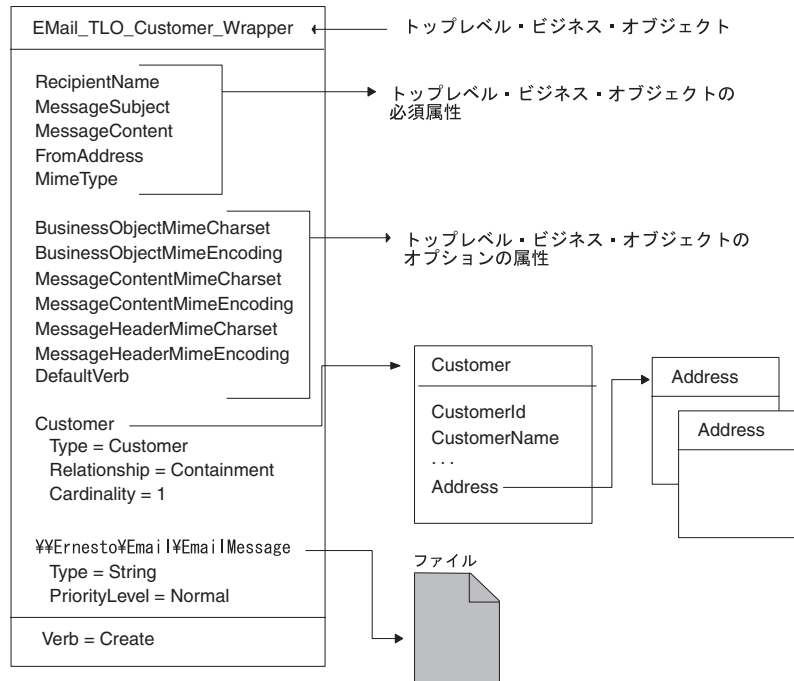 EMail_TLO_Customer_Wrapper
トップレベル・ビジネス・オブジェクト
RecipientName
MessageSubject
MessageContent
FromAddress
MimeType
トップレベル・ビジネス・オブジェクトの
必須属性
BusinessObjectMimeCharset
BusinessObjectMimeEncoding
MessageContentMimeCharset
MessageContentMimeEncoding
MessageHeaderMimeCharset
MessageHeaderMimeEncoding
DefaultVerb
トップレベル・ビジネス・オブジェクトの
オプションの属性
Customer
Type = Customer
Relationship = Containment
Cardinality = 1
Customer
CustomerId
CustomerName
. . .
Address
Address
Address
¥¥Ernesto¥Email¥EmailMessage
Type = String
PriorityLevel = Normal
ファイル
Verb = Create